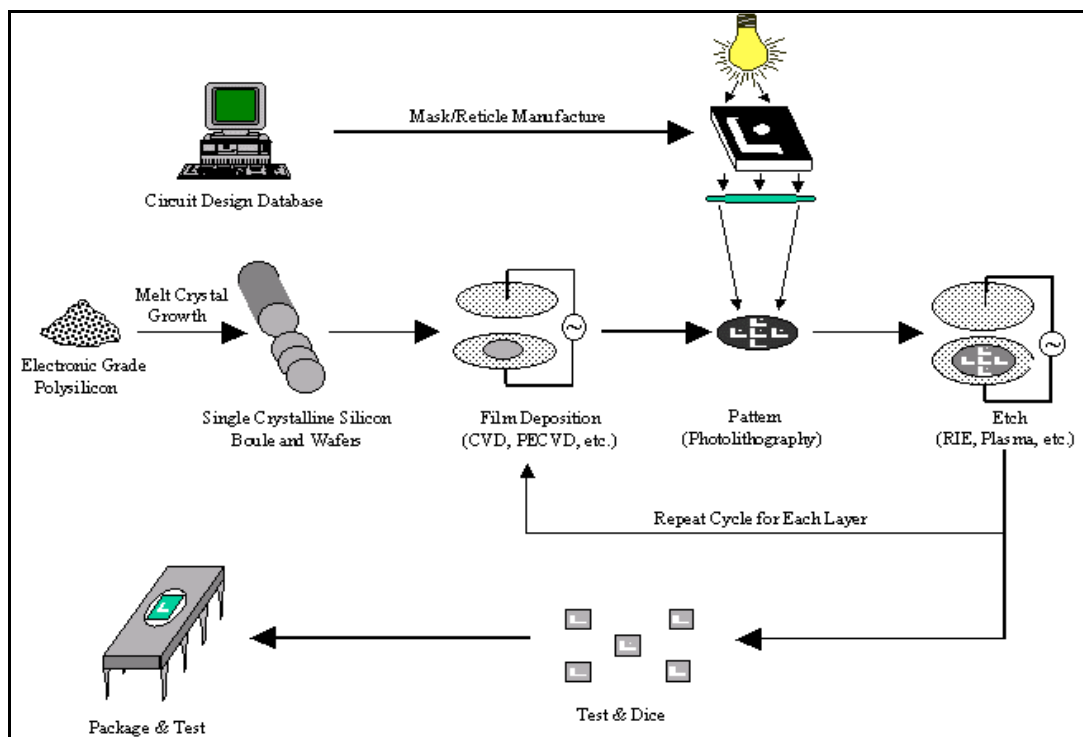 Mask/Reticle Manufacture
Circuit Design Database
Melt Crystal
Growth
Electronic Grade
Polysilicon
Single Crystalline Silicon
Boule and Wafers
Film Deposition
(CVD, PECVD, etc.)
Pattern
(Photolithography)
Etch
(RIE, Plasma, etc.)
Repeat Cycle for Each Layer
Test & Dice
Package & Test